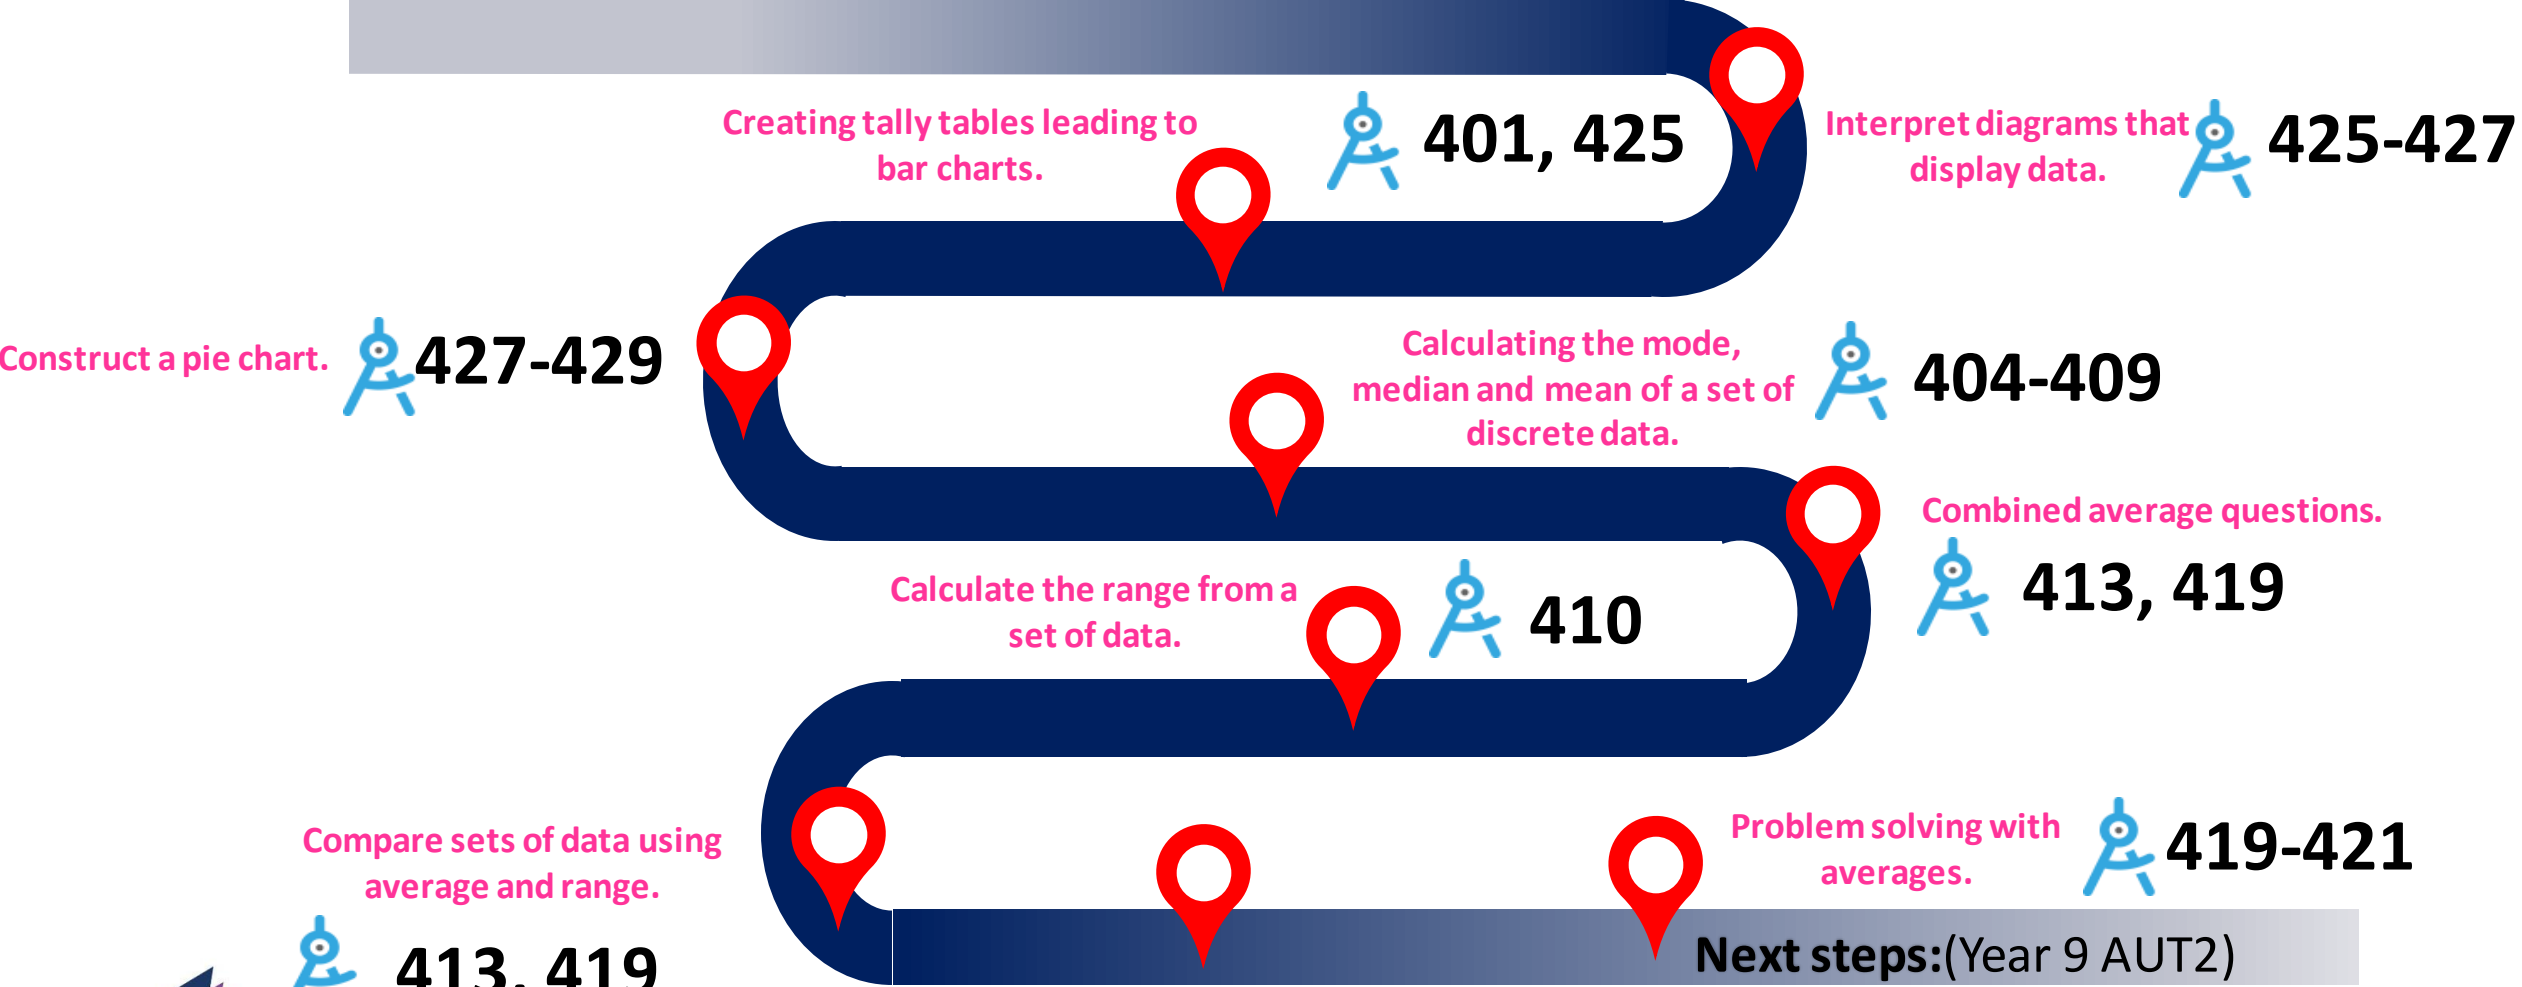 Creating tally tables leading to
bar charts.
401, 425
Interpret diagrams that
display data.
425-427
Construct a pie chart.
427-429
Calculating the mode,
median and mean of a set of
discrete data.
404-409
Combined average questions.
413, 419
Calculate the range from a
set of data.
410
Compare sets of data using
average and range.
413, 419
Problem solving with
averages.
419-421
Next steps:(Year 9 AUT2)